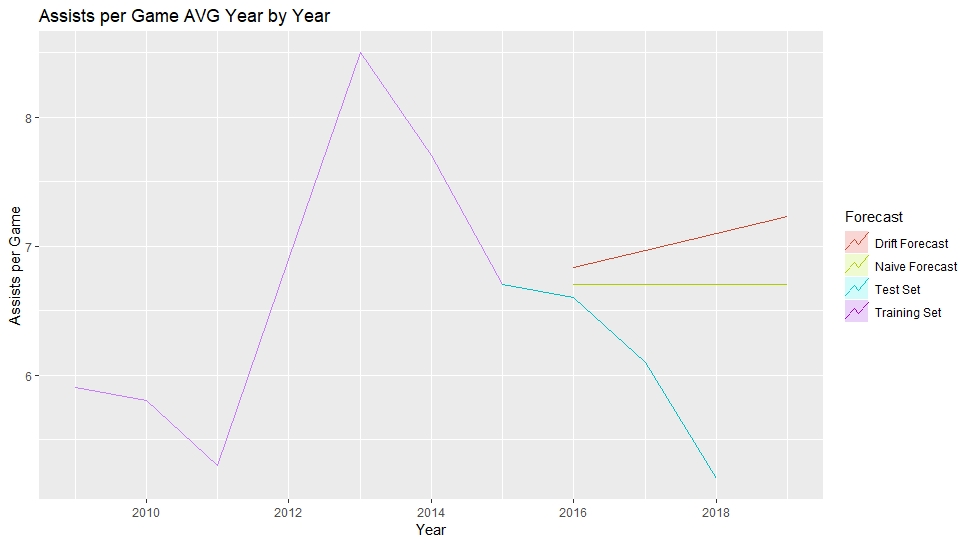 Assists per Game AVG Year by Year
Assists per Game
8
7
6
2010
2012
2014
2016
2018
Year
Forecast
Drift Forecast
Naive Forecast
Test Set
Training Set